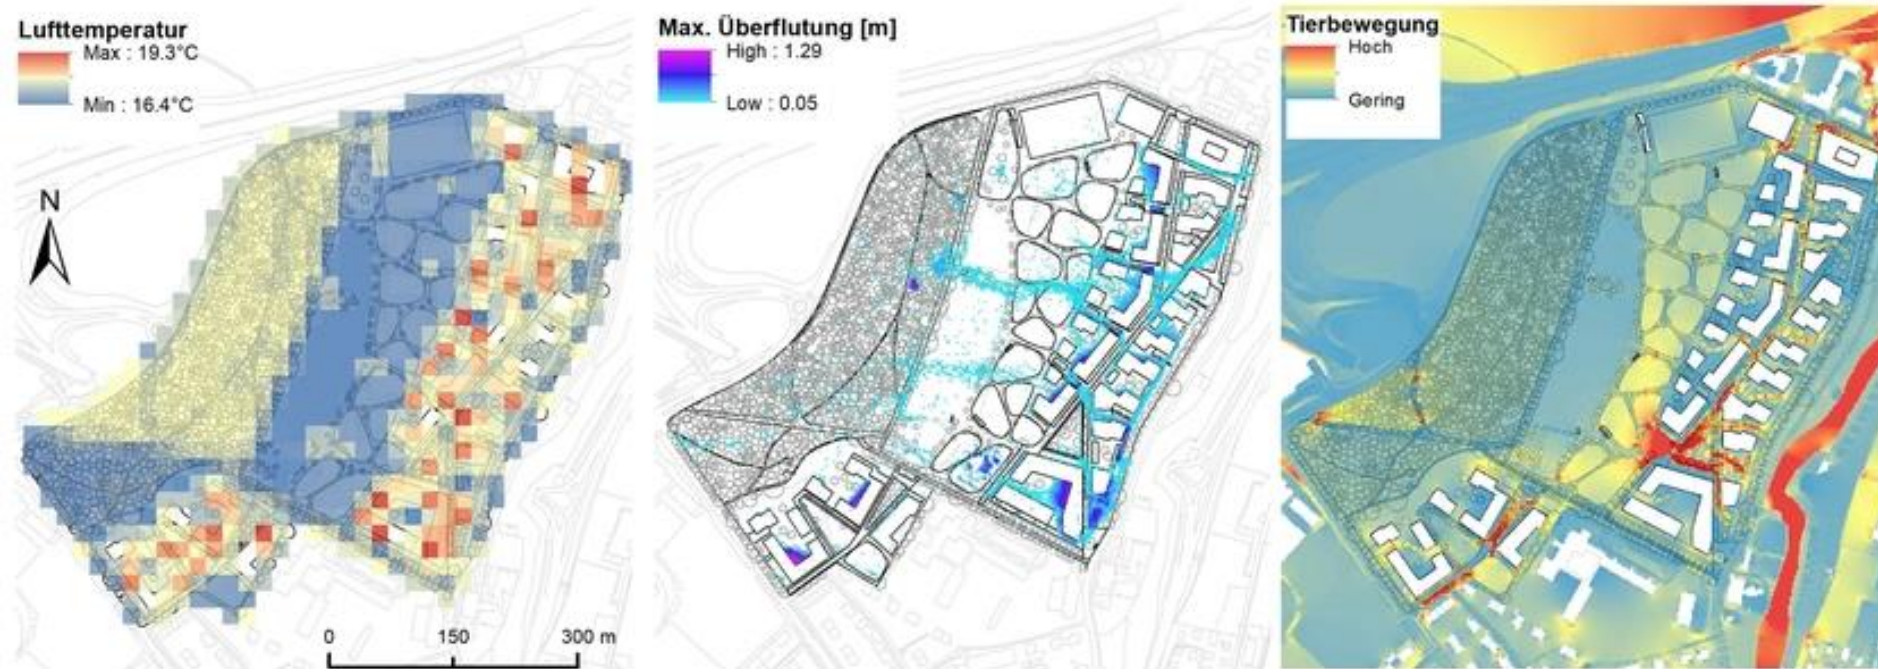 Lufttemperatur
Max : 19.3°C
Min : 16.4°C
N
0 150 300 m
Max. Überflutung [m]
High : 1.29
Low : 0.05
Tierbewegung
Hoch
Gering